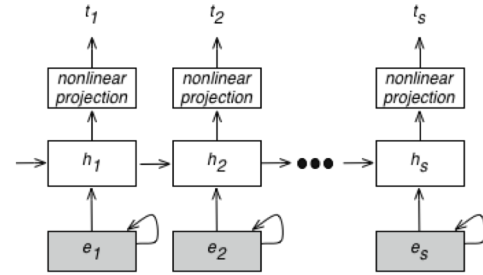 t1 t2 ts
nonlinear projection nonlinear projection nonlinear projection
h1 h2 hs
e1 e2 es